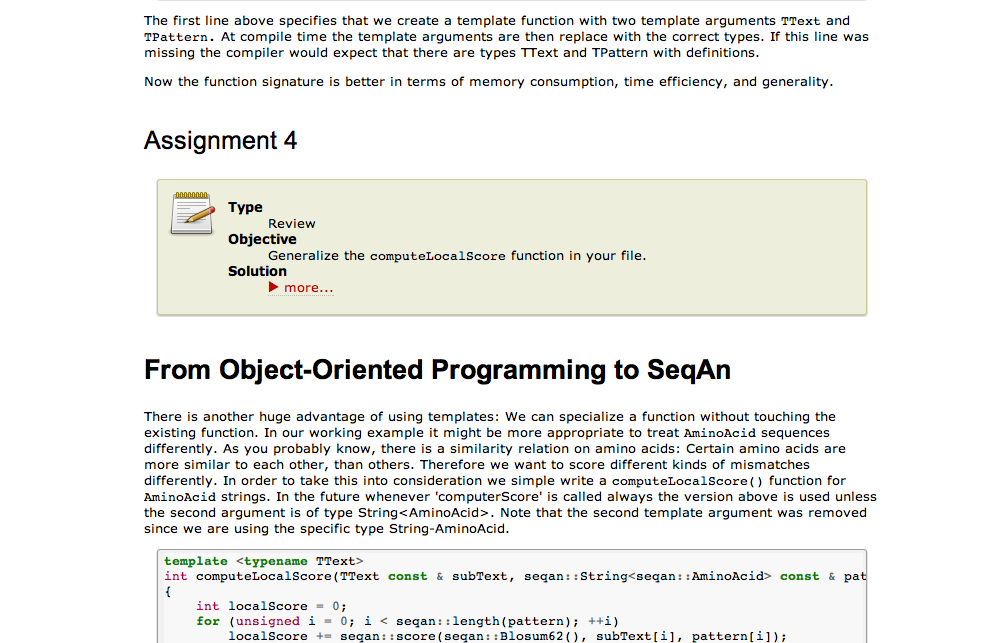 The first line above specifies that we create a template function with two template arguments TText and
TPattern. At compile time the template arguments are then replace with the correct types. If this line was
missing the compiler would expect that there are types TText and TPattern with definitions.
Now the function signature is better in terms of memory consumption, time efficiency, and generality.
Assignment 4
Type
Review
Objective
Generalize the computeLocalScore function in your file.
Solution
more...
From Object-Oriented Programming to SeqAn
There is another huge advantage of using templates: We can specialize a function without touching the
existing function. In our working example it might be more appropriate to treat AminoAcid sequences
differently. As you probably know, there is a similarity relation on amino acids: Certain amino acids are
more similar to each other, than others. Therefore we want to score different kinds of mismatches
differently. In order to take this into consideration we simple write a computeLocalScore() function for
AminoAcid strings. In the future whenever 'computerScore' is called always the version above is used unless
the second argument is of type String<AminoAcid>. Note that the second template argument was removed
since we are using the specific type String-AminoAcid.
template <typename TText>
int computeLocalScore(TText const & subText, seqan::String<seqan::AminoAcid> const & pat
{
int localScore = 0;
for (unsigned i = 0; i < seqan::length(pattern); ++i)
localScore += seqan::score(seqan::Blosum62(), subText[i], pattern[i]);